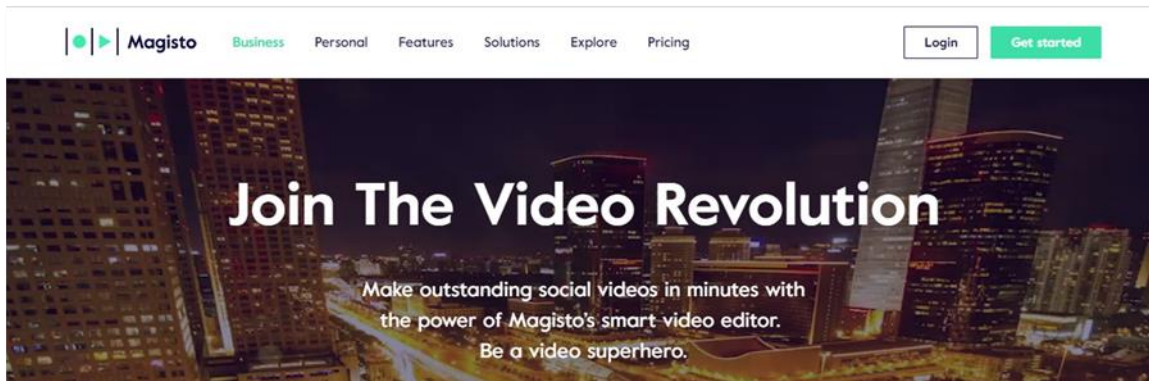 Magisto Business Personal Features Solutions Explore Pricing Login Get started
Join The Video Revolution
Make outstanding social videos in minutes with
the power of Magisto's smart video editor.
Be a video superhero.